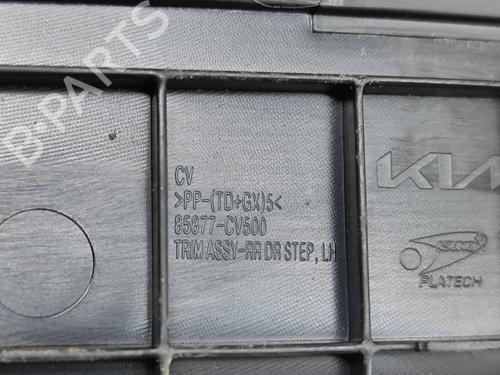 B-PARTS
CV
>PP-(TD+GX)5<
85877-CV500
TRIM ASSY-RR DR STEP, LH
KIA
PLATECH